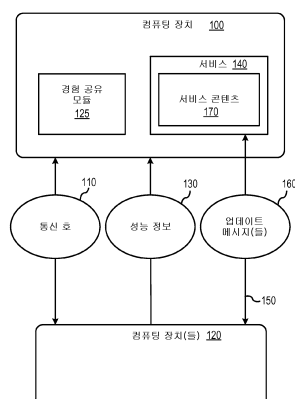 컴퓨팅 장치 100
서비스 140
경험 공유
모듈
125
서비스 콘텐츠
170
110
130
160
통신 호
성능 정보
업데이트
메시지(들)
150
컴퓨팅 장치(들) 120